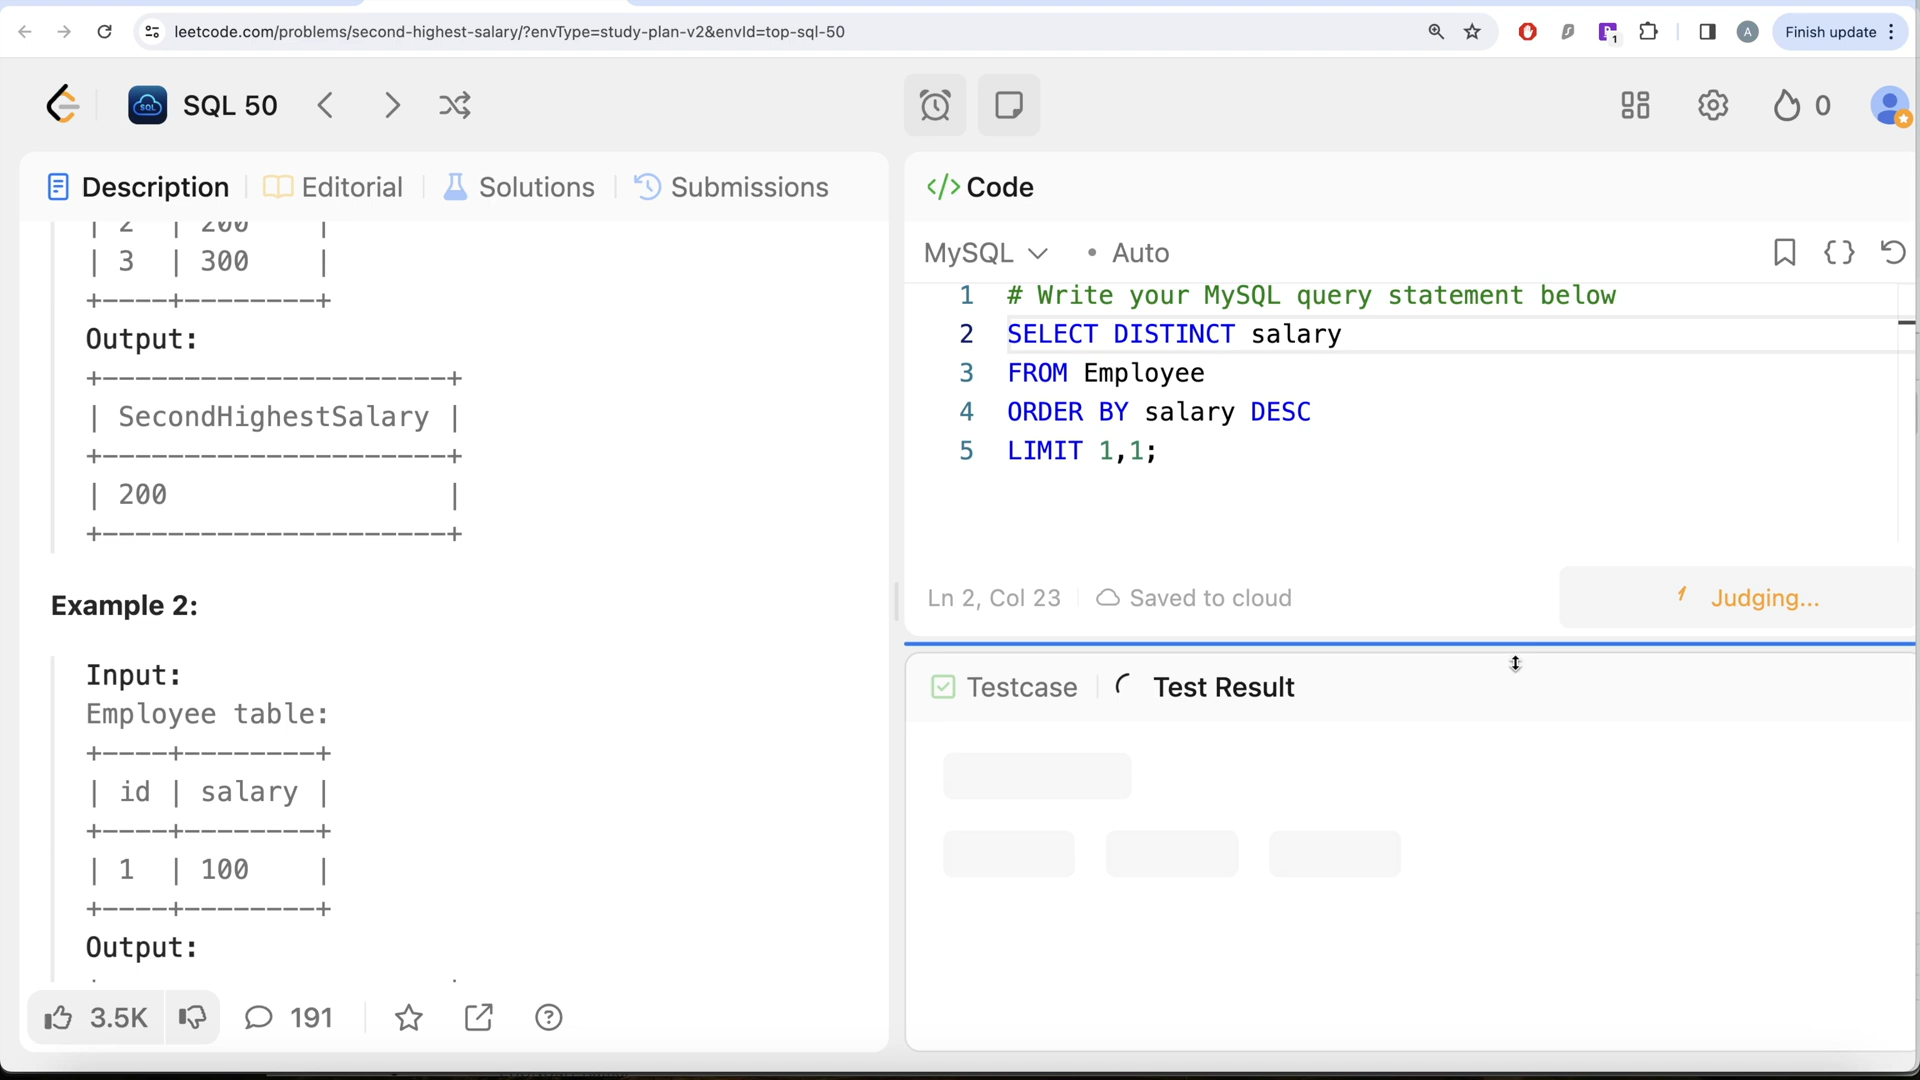 leetcode.com/problems/second-highest-salary/?envType=study-plan-v2&envId=top-sql-50
1
A
Finish update
SQL
SQL 50
0
Description
Editorial
Solutions
Submissions
| 2 | 200 |
| 3 | 300 |
+----+--------+
Output:
+---------------------+
| SecondHighestSalary |
+---------------------+
| 200 |
+---------------------+
Example 2:
Input:
Employee table:
+----+--------+
| id | salary |
+----+--------+
| 1 | 100 |
+----+--------+
Output:
3.5K
191
</> Code
MySQL
• Auto
1 # Write your MySQL query statement below
2 SELECT DISTINCT salary
3 FROM Employee
4 ORDER BY salary DESC
5 LIMIT 1,1;
Ln 2, Col 23
Saved to cloud
Judging...
Testcase
Test Result